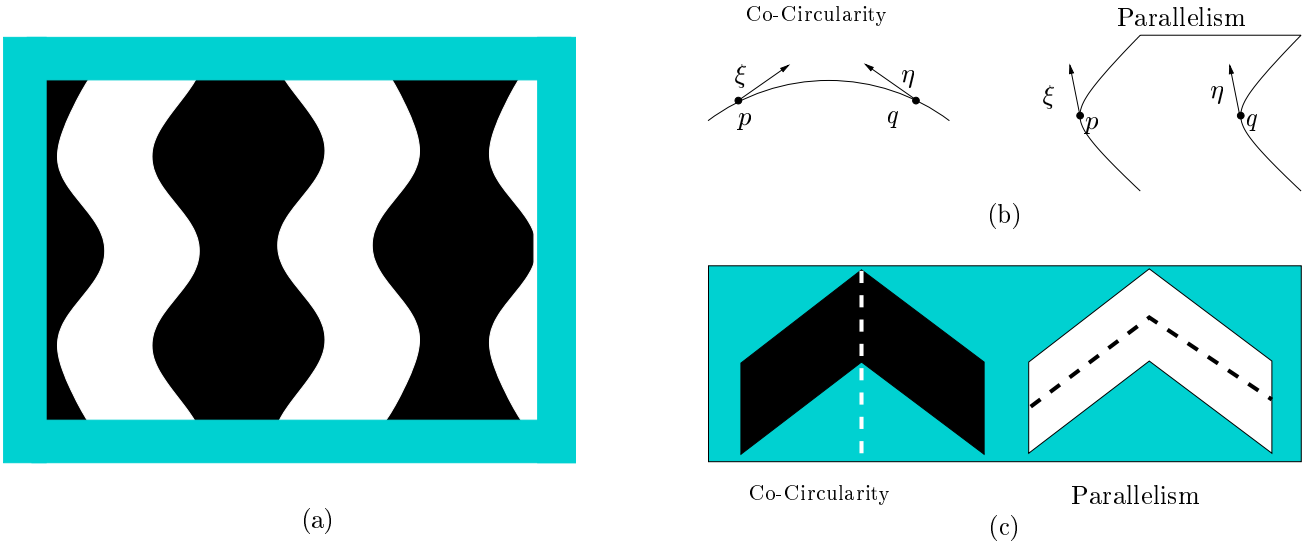 Co-Circularity
ξ
η
p
q
Parallelism
ξ
η
p
q
(b)
Co-Circularity
Parallelism
(a)
(c)